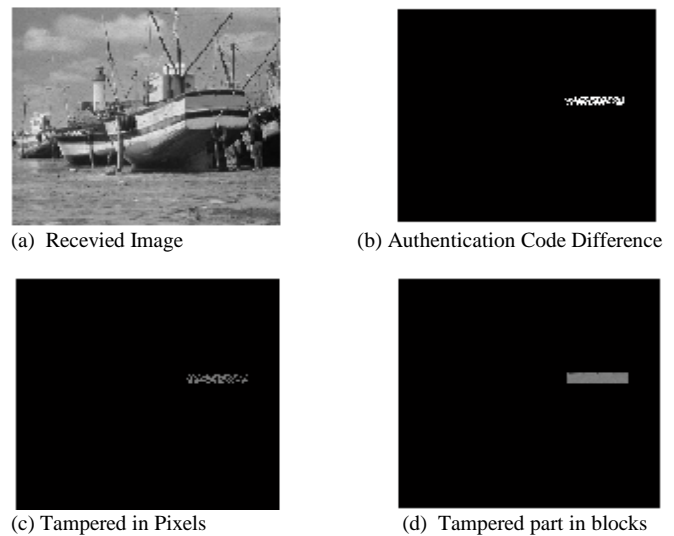 (a) Recevied Image
(b) Authentication Code Difference
(c) Tampered in Pixels
(d) Tampered part in blocks